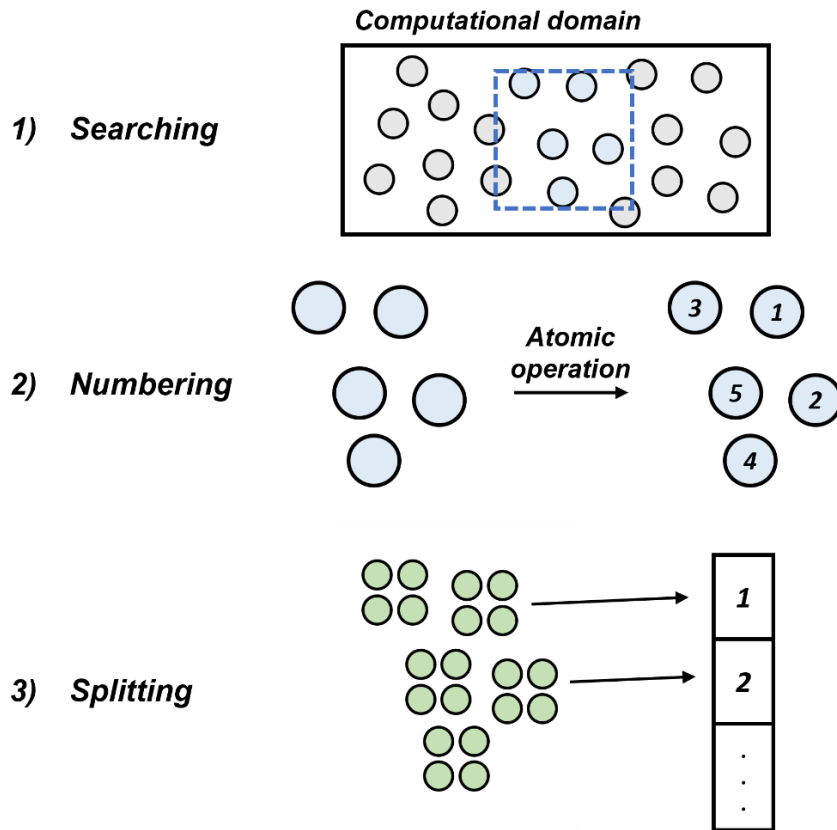 Computational domain
1) Searching
2) Numbering
Atomic
operation
3
1
5
2
4
3) Splitting
1
2
.
.
.